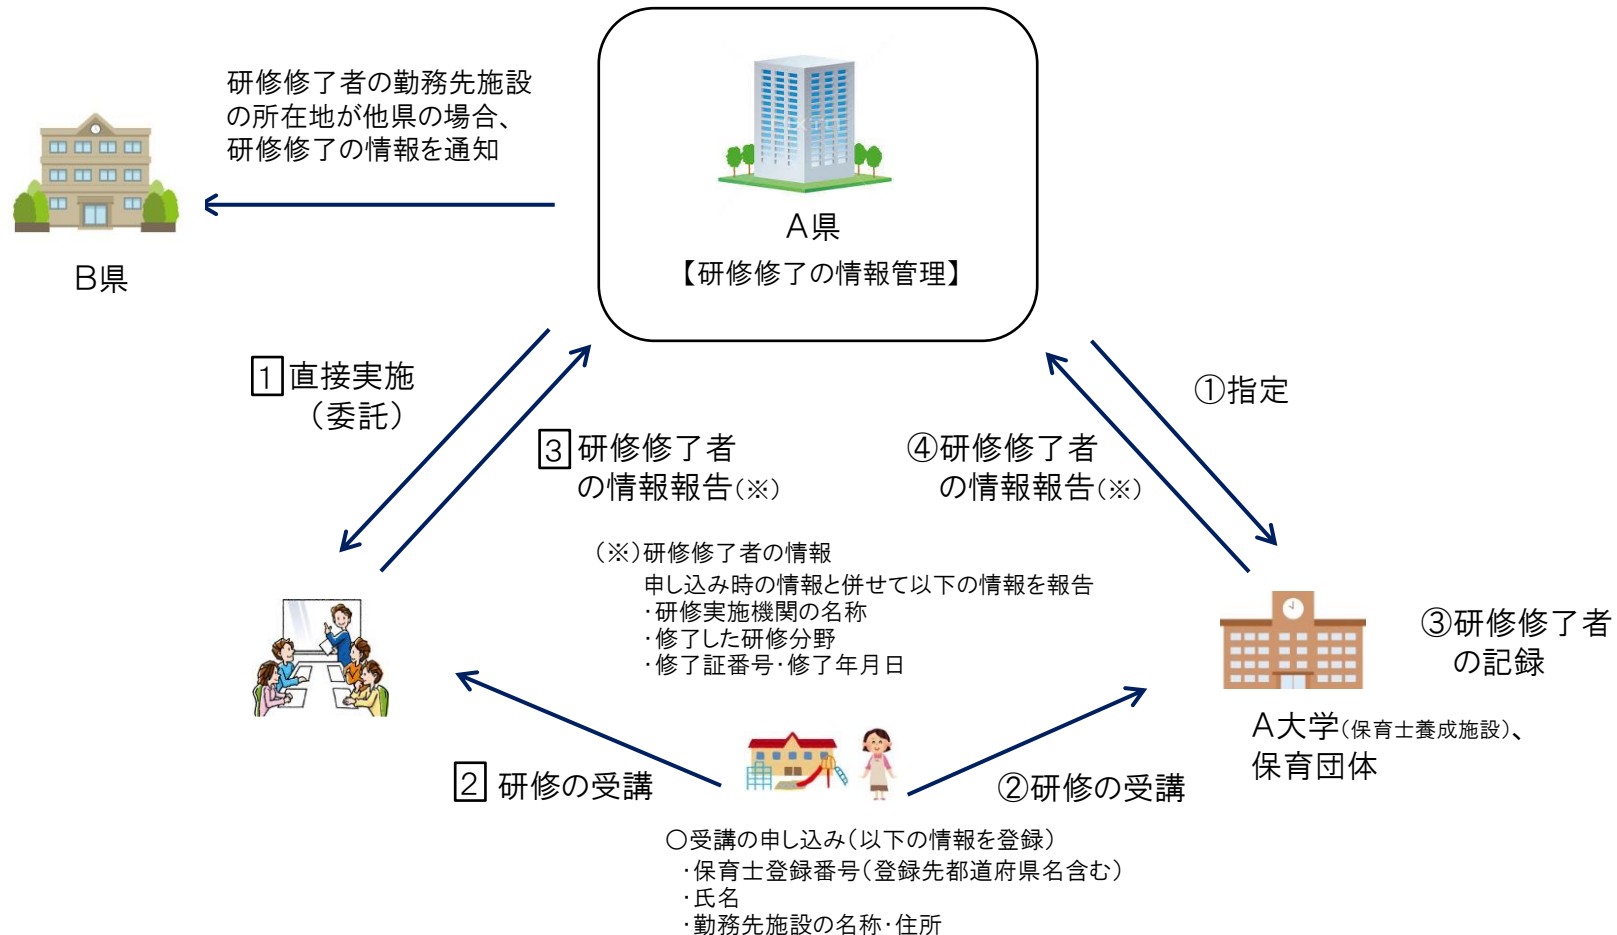 研修修了者の勤務先施設
の所在地が他県の場合、
研修修了の情報を通知
B県
A県
【研修修了の情報管理】
1 直接実施
（委託）
3 研修修了者
の情報報告（※）
④研修修了者
の情報報告（※）
①指定
（※）研修修了者の情報
申し込み時の情報と併せて以下の情報を報告
・研修実施機関の名称
・修了した研修分野
・修了証番号・修了年月日
③研修修了者
の記録
A大学（保育士養成施設）、
保育団体
2 研修の受講
②研修の受講
○受講の申し込み（以下の情報を登録）
・保育士登録番号（登録先都道府県名含む）
・氏名
・勤務先施設の名称・住所